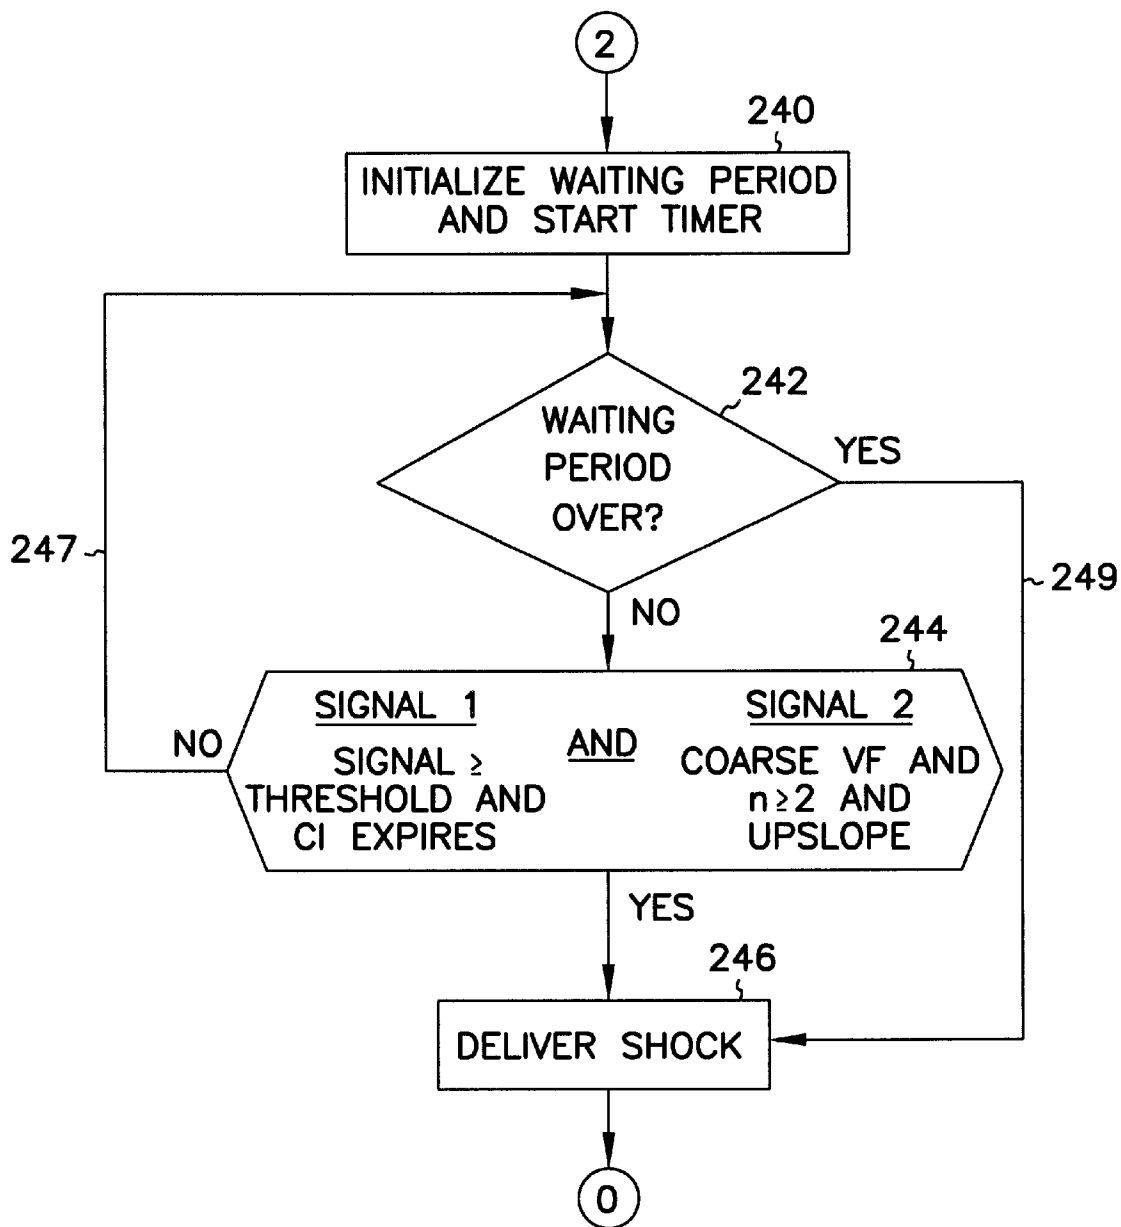 2
240
INITIALIZE WAITING PERIOD
AND START TIMER
242
WAITING
PERIOD
OVER?
YES
247
249
NO
244
SIGNAL 1
SIGNAL ≥
THRESHOLD AND
CI EXPIRES
AND
SIGNAL 2
COARSE VF AND
n≥2 AND
UPSLOPE
NO
YES
246
DELIVER SHOCK
0